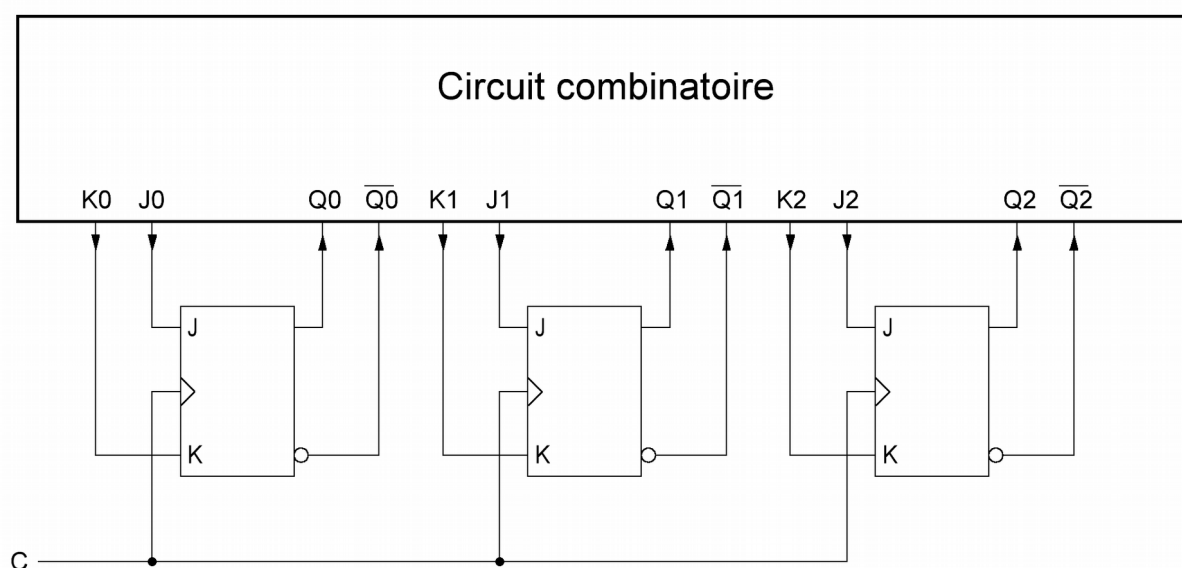 Circuit combinatoire
K0 J0 Q0 Q̅0̅ K1 J1 Q1 Q̅1̅ K2 J2 Q2 Q̅2̅
J J J
K K K
C